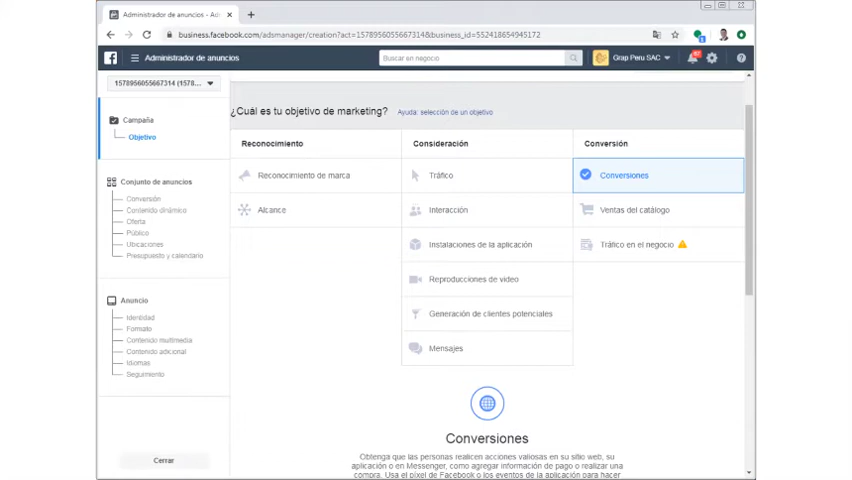 Administrador de anuncios - Adm
business.facebook.com/adsmanager/creation?act=1578956055667314&business_id=552418654945172
Administrador de anuncios
Buscar en negocio
Grap Peru SAC
1578956055667314 (1578...
¿Cuál es tu objetivo de marketing?
Ayuda: selección de un objetivo
Campaña
Objetivo
Conjunto de anuncios
Conversión
Contenido dinámico
Oferta
Público
Ubicaciones
Presupuesto y calendario
Anuncio
Identidad
Formato
Contenido multimedia
Contenido adicional
Idiomas
Seguimiento
Cerrar
Reconocimiento
Reconocimiento de marca
Alcance
Consideración
Tráfico
Interacción
Instalaciones de la aplicación
Reproducciones de video
Generación de clientes potenciales
Mensajes
Conversión
Conversiones
Ventas del catálogo
Tráfico en el negocio
Conversiones
Obtenga que las personas realicen acciones valiosas en su sitio web, su
aplicación o en Messenger, como agregar información de pago o realizar una
compra. Usa el píxel de Facebook o los eventos de la aplicación para hacer